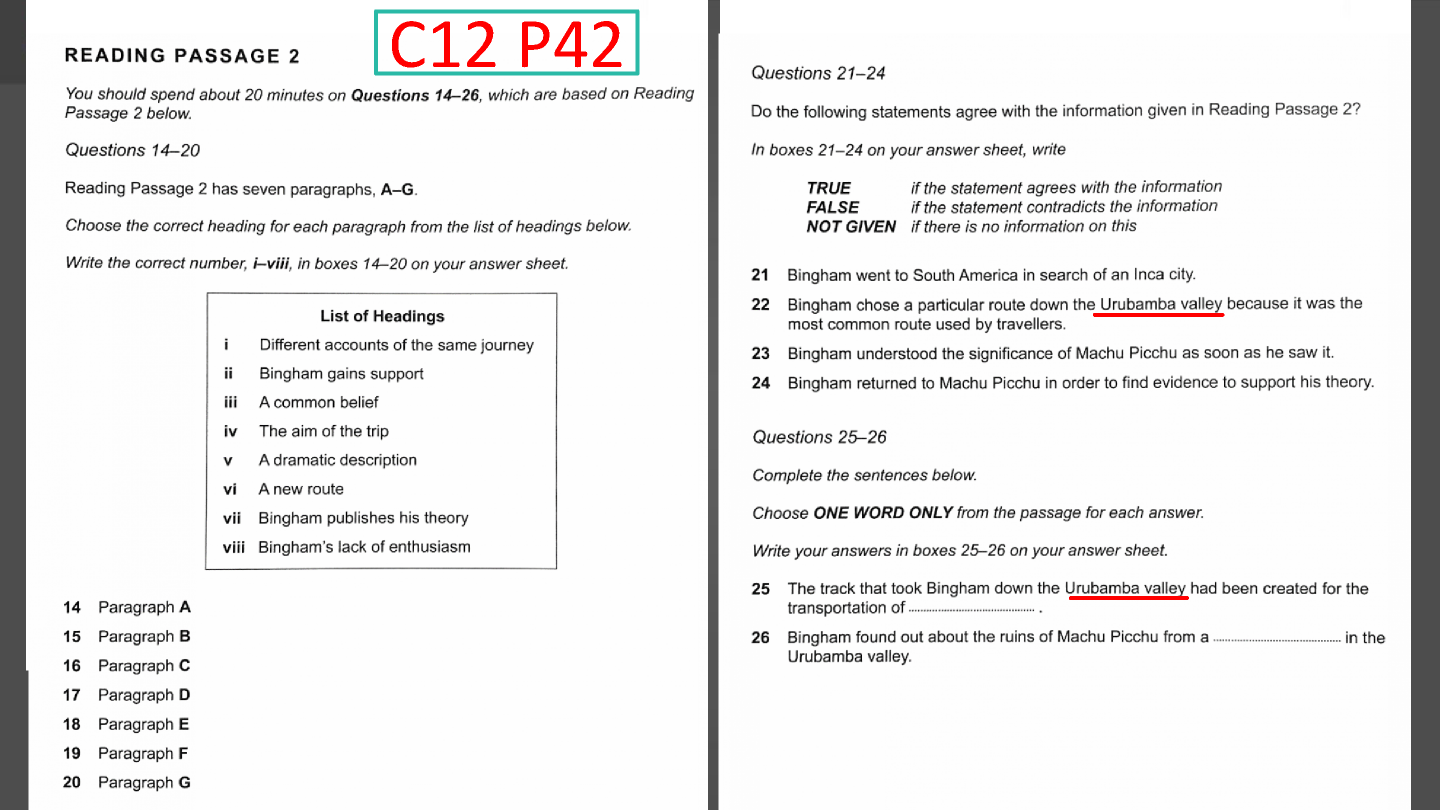 C12 P42
READING PASSAGE 2
You should spend about 20 minutes on Questions 14–26, which are based on Reading
Passage 2 below.
Questions 14–20
Reading Passage 2 has seven paragraphs, A–G.
Choose the correct heading for each paragraph from the list of headings below.
Write the correct number, i–viii, in boxes 14–20 on your answer sheet.
List of Headings
i Different accounts of the same journey
ii Bingham gains support
iii A common belief
iv The aim of the trip
v A dramatic description
vi A new route
vii Bingham publishes his theory
viii Bingham's lack of enthusiasm
14 Paragraph A
15 Paragraph B
16 Paragraph C
17 Paragraph D
18 Paragraph E
19 Paragraph F
20 Paragraph G
Questions 21–24
Do the following statements agree with the information given in Reading Passage 2?
In boxes 21–24 on your answer sheet, write
TRUE if the statement agrees with the information
FALSE if the statement contradicts the information
NOT GIVEN if there is no information on this
21 Bingham went to South America in search of an Inca city.
22 Bingham chose a particular route down the Urubamba valley because it was the
most common route used by travellers.
23 Bingham understood the significance of Machu Picchu as soon as he saw it.
24 Bingham returned to Machu Picchu in order to find evidence to support his theory.
Questions 25–26
Complete the sentences below.
Choose ONE WORD ONLY from the passage for each answer.
Write your answers in boxes 25–26 on your answer sheet.
25 The track that took Bingham down the Urubamba valley had been created for the
transportation of ........................................ .
26 Bingham found out about the ruins of Machu Picchu from a ........................................ in the
Urubamba valley.